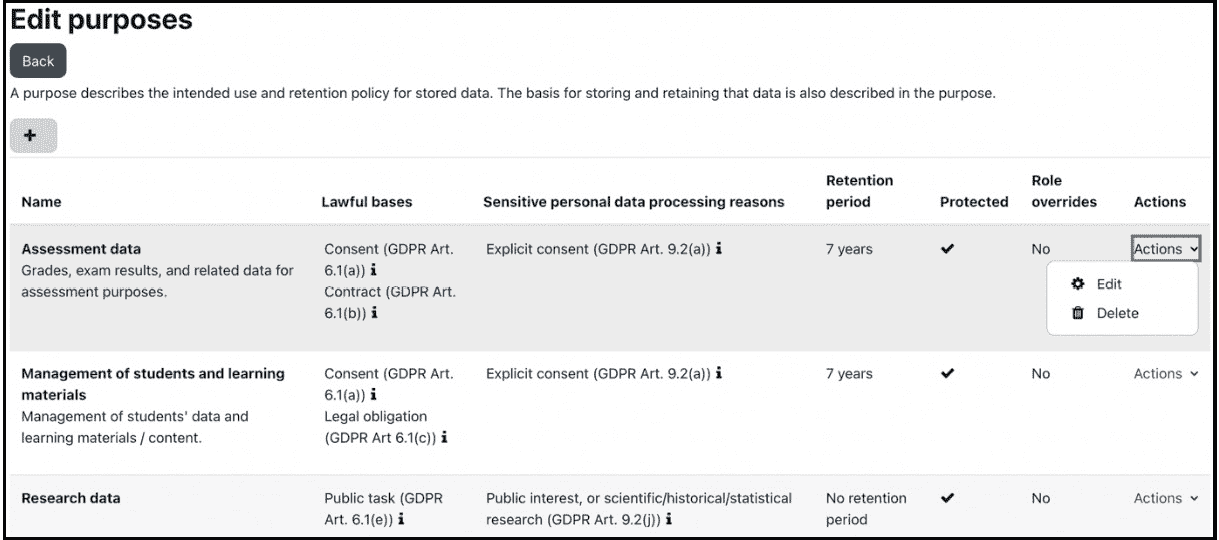 Edit purposes
Back
A purpose describes the intended use and retention policy for stored data. The basis for storing and retaining that data is also described in the purpose.
+
Name
Lawful bases
Sensitive personal data processing reasons
Retention
period
Protected
Role
overrides
Actions
Assessment data
Grades, exam results, and related data for
assessment purposes.
Consent (GDPR Art.
6.1(a)) i
Contract (GDPR Art.
6.1(b)) i
Explicit consent (GDPR Art. 9.2(a)) i
7 years
✔
No
Actions
Edit
Delete
Management of students and learning
materials
Management of students' data and
learning materials / content.
Consent (GDPR Art.
6.1(a)) i
Legal obligation
(GDPR Art 6.1(c)) i
Explicit consent (GDPR Art. 9.2(a)) i
7 years
✔
No
Actions
Research data
Public task (GDPR
Art. 6.1(e)) i
Public interest, or scientific/historical/statistical
research (GDPR Art. 9.2(j)) i
No retention
period
✔
No
Actions